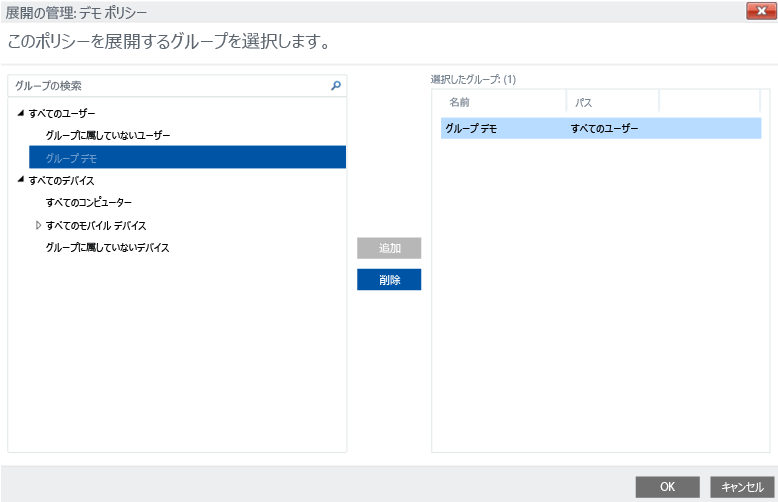 展開の管理: デモ ポリシー
このポリシーを展開するグループを選択します。
グループの検索
すべてのユーザー
グループに属していないユーザー
グループ デモ
すべてのデバイス
すべてのコンピューター
すべてのモバイル デバイス
グループに属していないデバイス
追加
削除
選択したグループ: (1)
名前 パス
グループ デモ すべてのユーザー
OK キャンセル